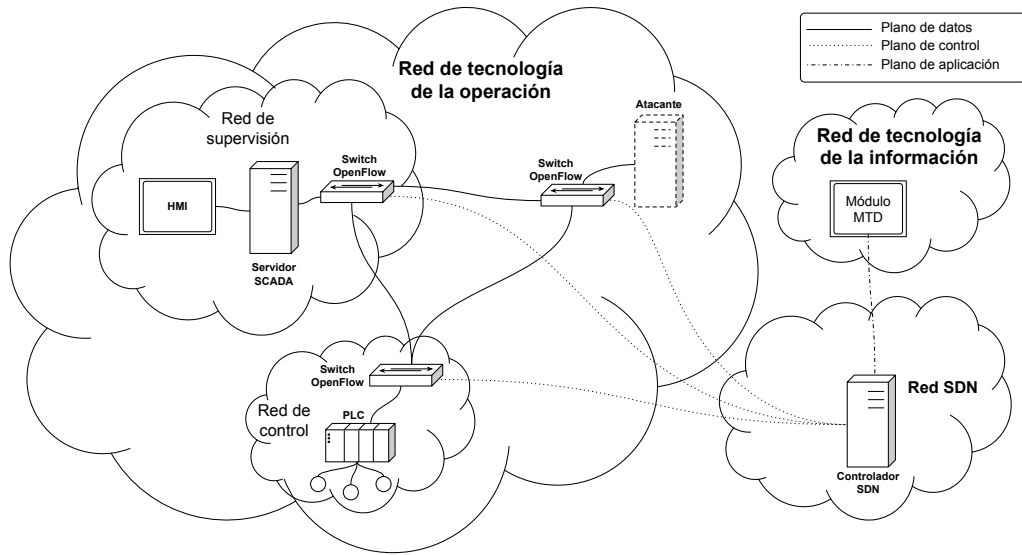 Plano de datos
Plano de control
Plano de aplicación
Red de tecnología
de la operación
Atacante
Red de
supervisión
Switch
OpenFlow
Switch
OpenFlow
HMI
Servidor
SCADA
Red de tecnología
de la información
Módulo
MTD
Switch
OpenFlow
Red de
control
PLC
Red SDN
Controlador
SDN